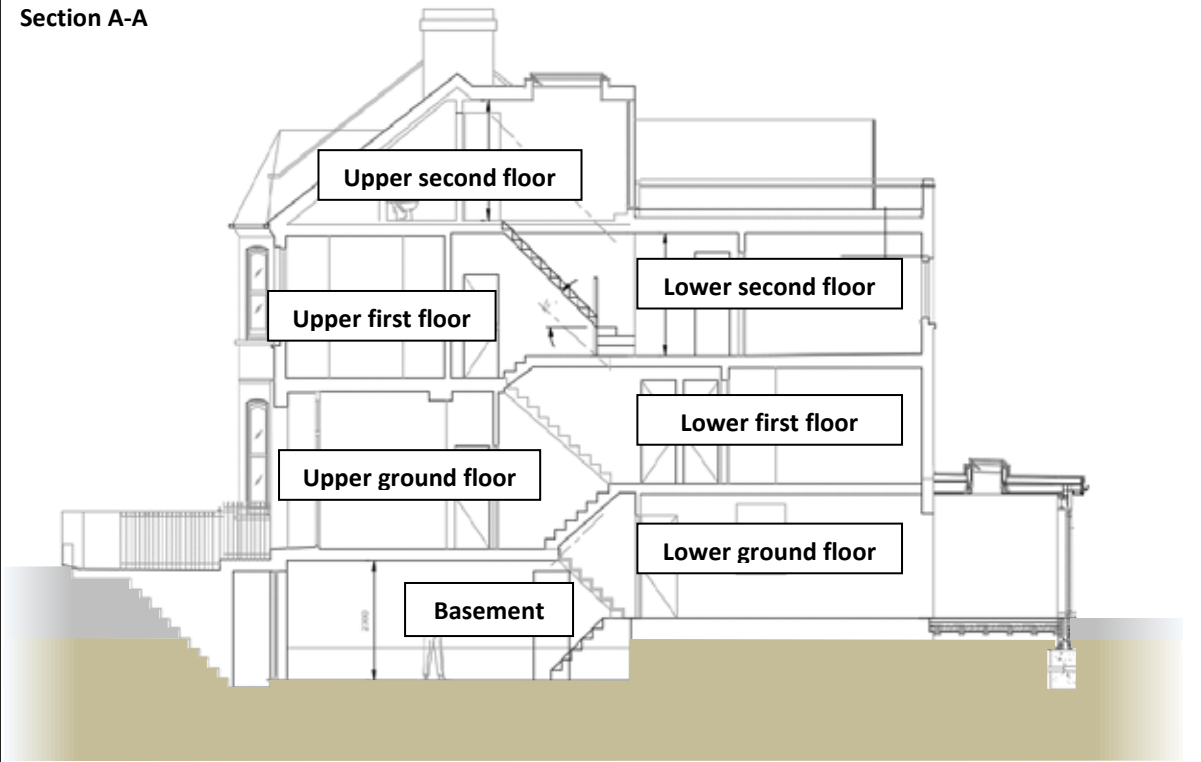 Section A-A
Upper second floor
Lower second floor
Upper first floor
Lower first floor
Upper ground floor
Lower ground floor
Basement